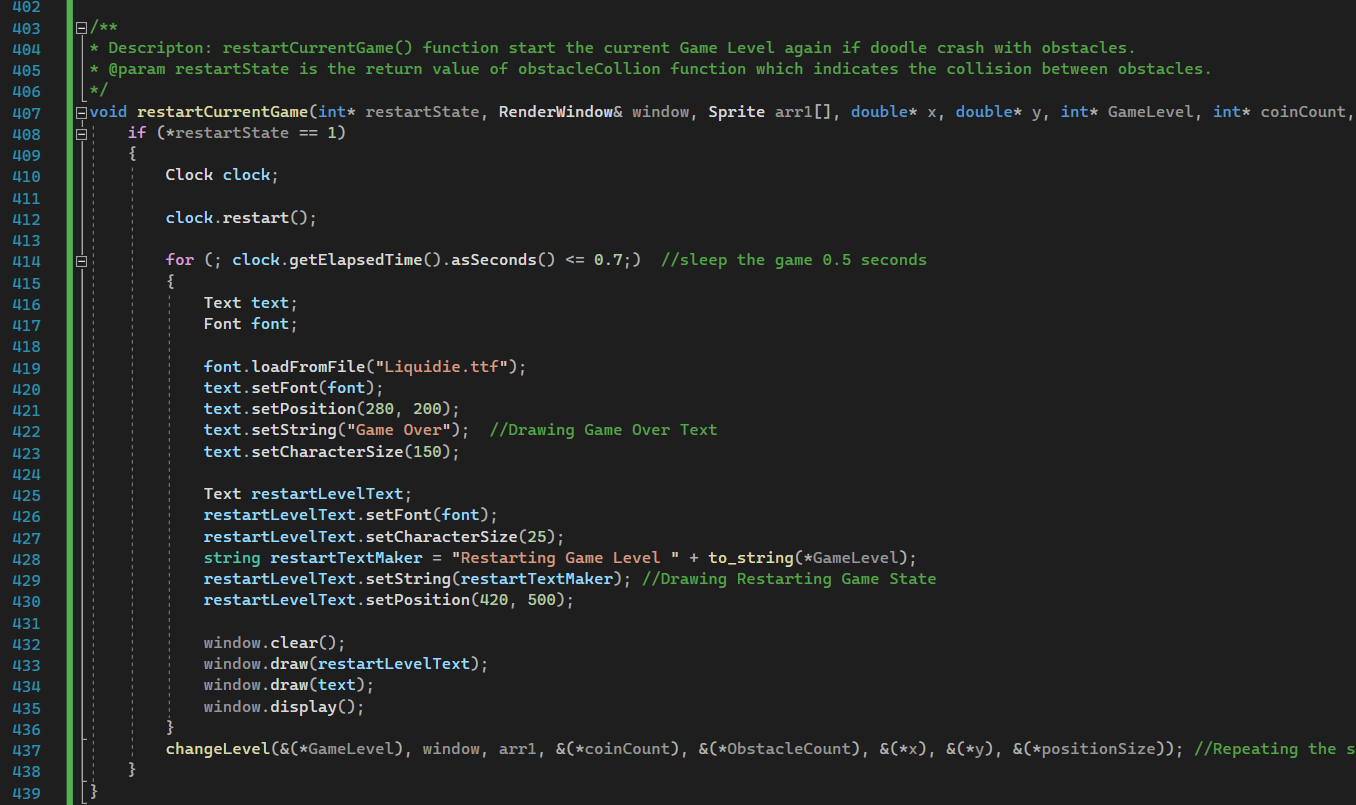 402
403 /**
404 * Descripton: restartCurrentGame() function start the current Game Level again if doodle crash with obstacles.
405 * @param restartState is the return value of obstacleCollion function which indicates the collision between obstacles.
406 */
407 void restartCurrentGame(int* restartState, RenderWindow& window, Sprite arr1[], double* x, double* y, int* GameLevel, int* coinCount,
408 if (*restartState == 1)
409 {
410 Clock clock;
411
412 clock.restart();
413
414 for (; clock.getElapsedTime().asSeconds() <= 0.7;) //sleep the game 0.5 seconds
415 {
416 Text text;
417 Font font;
418
419 font.loadFromFile("Liquidie.ttf");
420 text.setFont(font);
421 text.setPosition(280, 200);
422 text.setString("Game Over"); //Drawing Game Over Text
423 text.setCharacterSize(150);
424
425 Text restartLevelText;
426 restartLevelText.setFont(font);
427 restartLevelText.setCharacterSize(25);
428 string restartTextMaker = "Restarting Game Level " + to_string(*GameLevel);
429 restartLevelText.setString(restartTextMaker); //Drawing Restarting Game State
430 restartLevelText.setPosition(420, 500);
431
432 window.clear();
433 window.draw(restartLevelText);
434 window.draw(text);
435 window.display();
436 }
437 changeLevel(&(*GameLevel), window, arr1, &(*coinCount), &(*ObstacleCount), &(*x), &(*y), &(*positionSize)); //Repeating the s
438 }
439 }